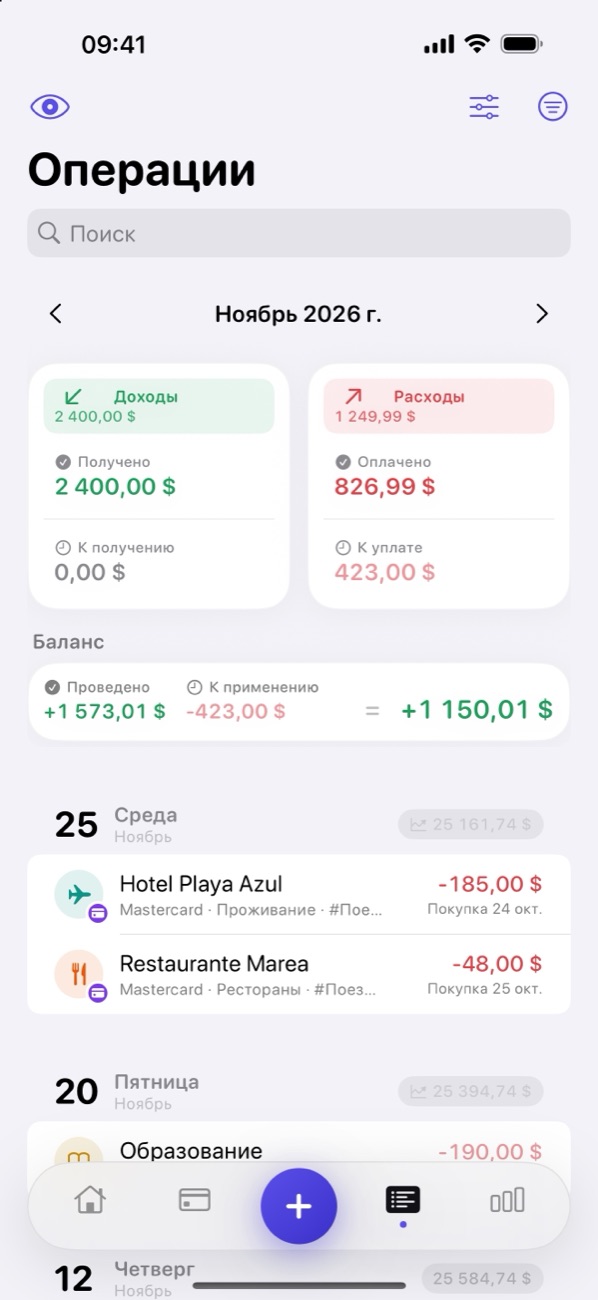 09:41
Операции
Поиск
Ноябрь 2026 г.
Доходы
2 400,00 $
Расходы
1 249,99 $
Получено
2 400,00 $
Оплачено
826,99 $
К получению
0,00 $
К уплате
423,00 $
Баланс
Проведено
+1 573,01 $
К применению
-423,00 $
=
+1 150,01 $
25 Среда
Ноябрь
25 161,74 $
Hotel Playa Azul
-185,00 $
Mastercard · Проживание · #Пое...
Покупка 24 окт.
Restaurante Marea
-48,00 $
Mastercard · Рестораны · #Поез...
Покупка 25 окт.
20 Пятница
Ноябрь
25 394,74 $
Образование
-190,00 $
12 Четверг
Ноябрь
25 584,74 $